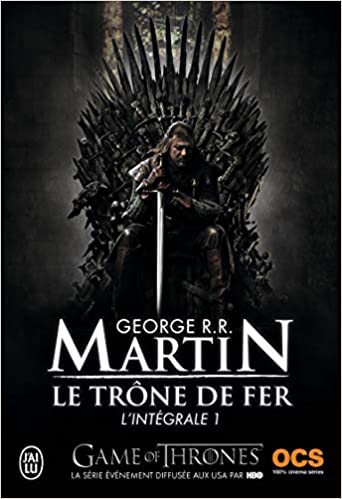 GEORGE R.R.
MARTIN
LE TRÔNE DE FER
L'INTÉGRALE 1
J'AI
LU
GAME OF THRONES
LA SÉRIE ÉVÉNEMENT DIFFUSÉE AUX USA PAR HBO
OCS
100% cinéma séries